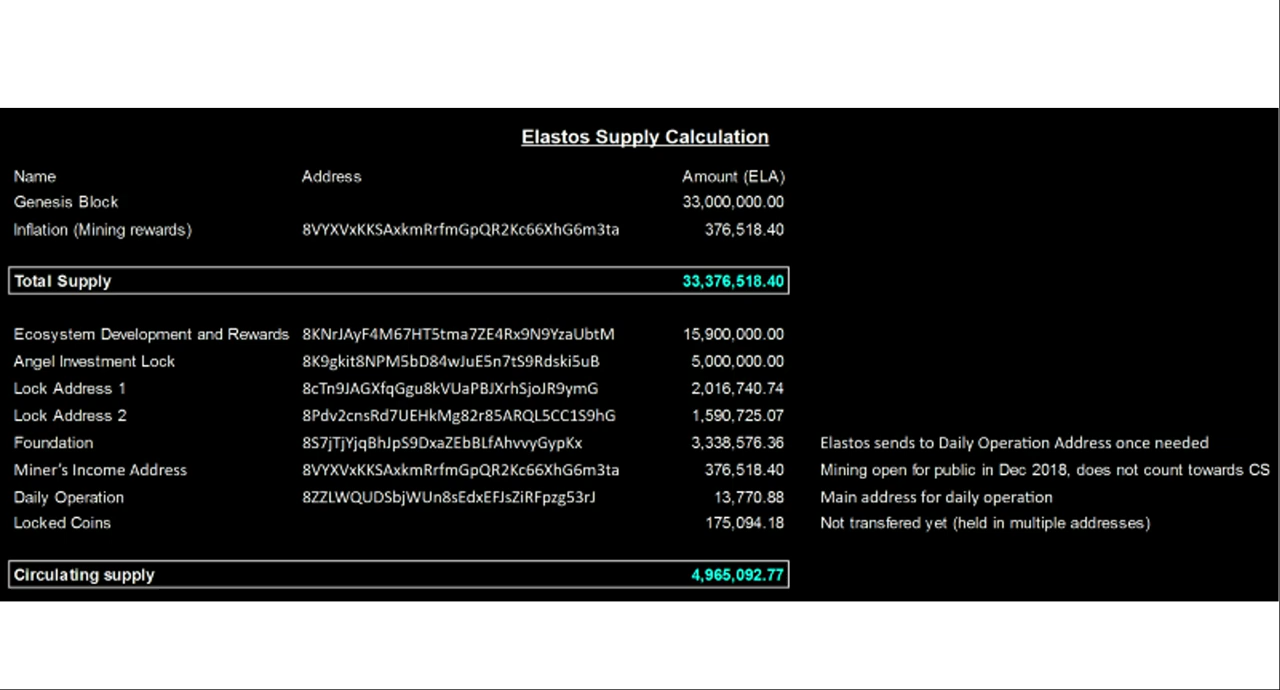 Elastos Supply Calculation
Name Address Amount (ELA)
Genesis Block 33,000,000.00
Inflation (Mining rewards) 8VYXVxKKSAxkmRrfmGpQR2Kc66XhG6m3ta 376,518.40
Total Supply 33,376,518.40
Ecosystem Development and Rewards 8KNrJAyF4M67HT5tma7ZE4Rx9N9YzaUbtM 15,900,000.00
Angel Investment Lock 8K9gkit8NPM5bD84wJuE5n7tS9Rdski5uB 5,000,000.00
Lock Address 1 8cTn9JAGXfqGgu8kVUaPBJXrhSjoJR9ymG 2,016,740.74
Lock Address 2 8Pdv2cnsRd7UEHkMg82r85ARQL5CC1S9hG 1,590,725.07
Foundation 8S7jTjYjqBhJpS9DxaZEbBLfAhvvyGypKx 3,338,576.36 Elastos sends to Daily Operation Address once needed
Miner's Income Address 8VYXVxKKSAxkmRrfmGpQR2Kc66XhG6m3ta 376,518.40 Mining open for public in Dec 2018, does not count towards CS
Daily Operation 8ZZLWQUDSbjWUn8sEdxEFJsZiRFpzg53rJ 13,770.88 Main address for daily operation
Locked Coins 175,094.18 Not transfered yet (held in multiple addresses)
Circulating supply 4,965,092.77